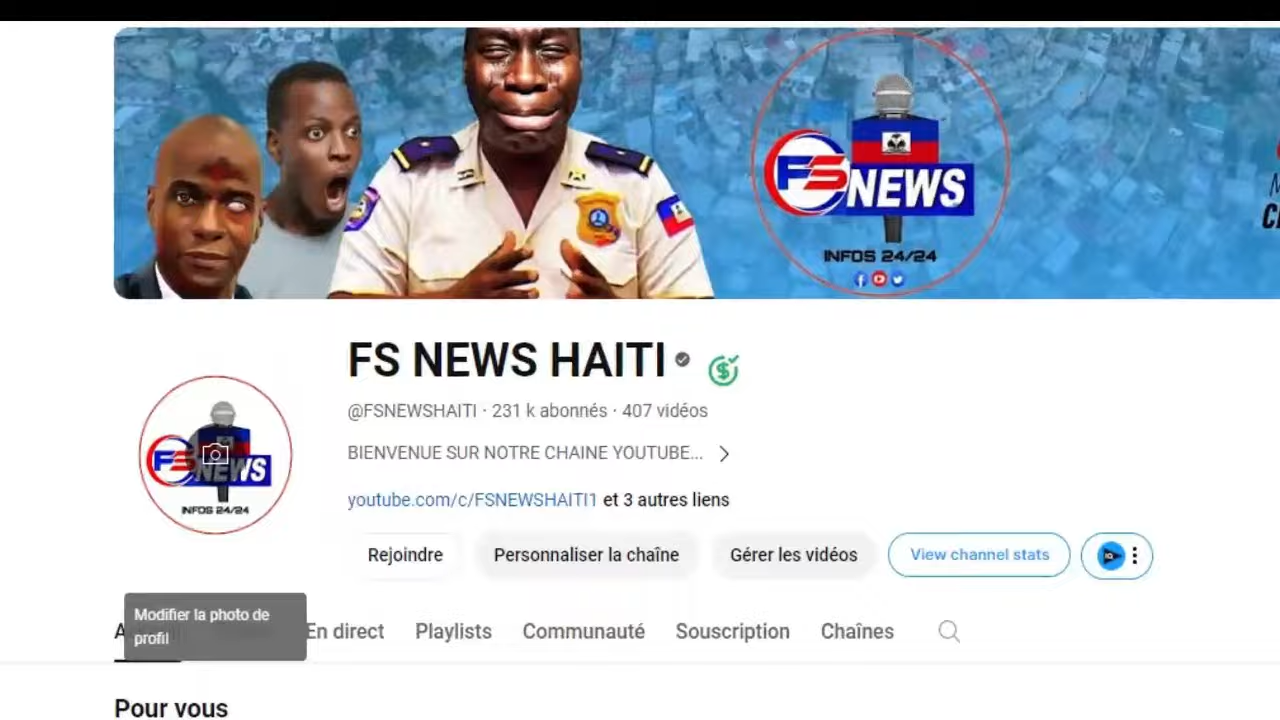 FS NEWS
INFOS 24/24
FS NEWS HAITI
@FSNEWSHAITI · 231 k abonnés · 407 vidéos
BIENVENUE SUR NOTRE CHAINE YOUTUBE...
youtube.com/c/FSNEWSHAITI1 et 3 autres liens
FS NEWS
INFOS 24/24
Rejoindre Personnaliser la chaîne Gérer les vidéos View channel stats
Modifier la photo de
profil
En direct Playlists Communauté Souscription Chaînes
Pour vous